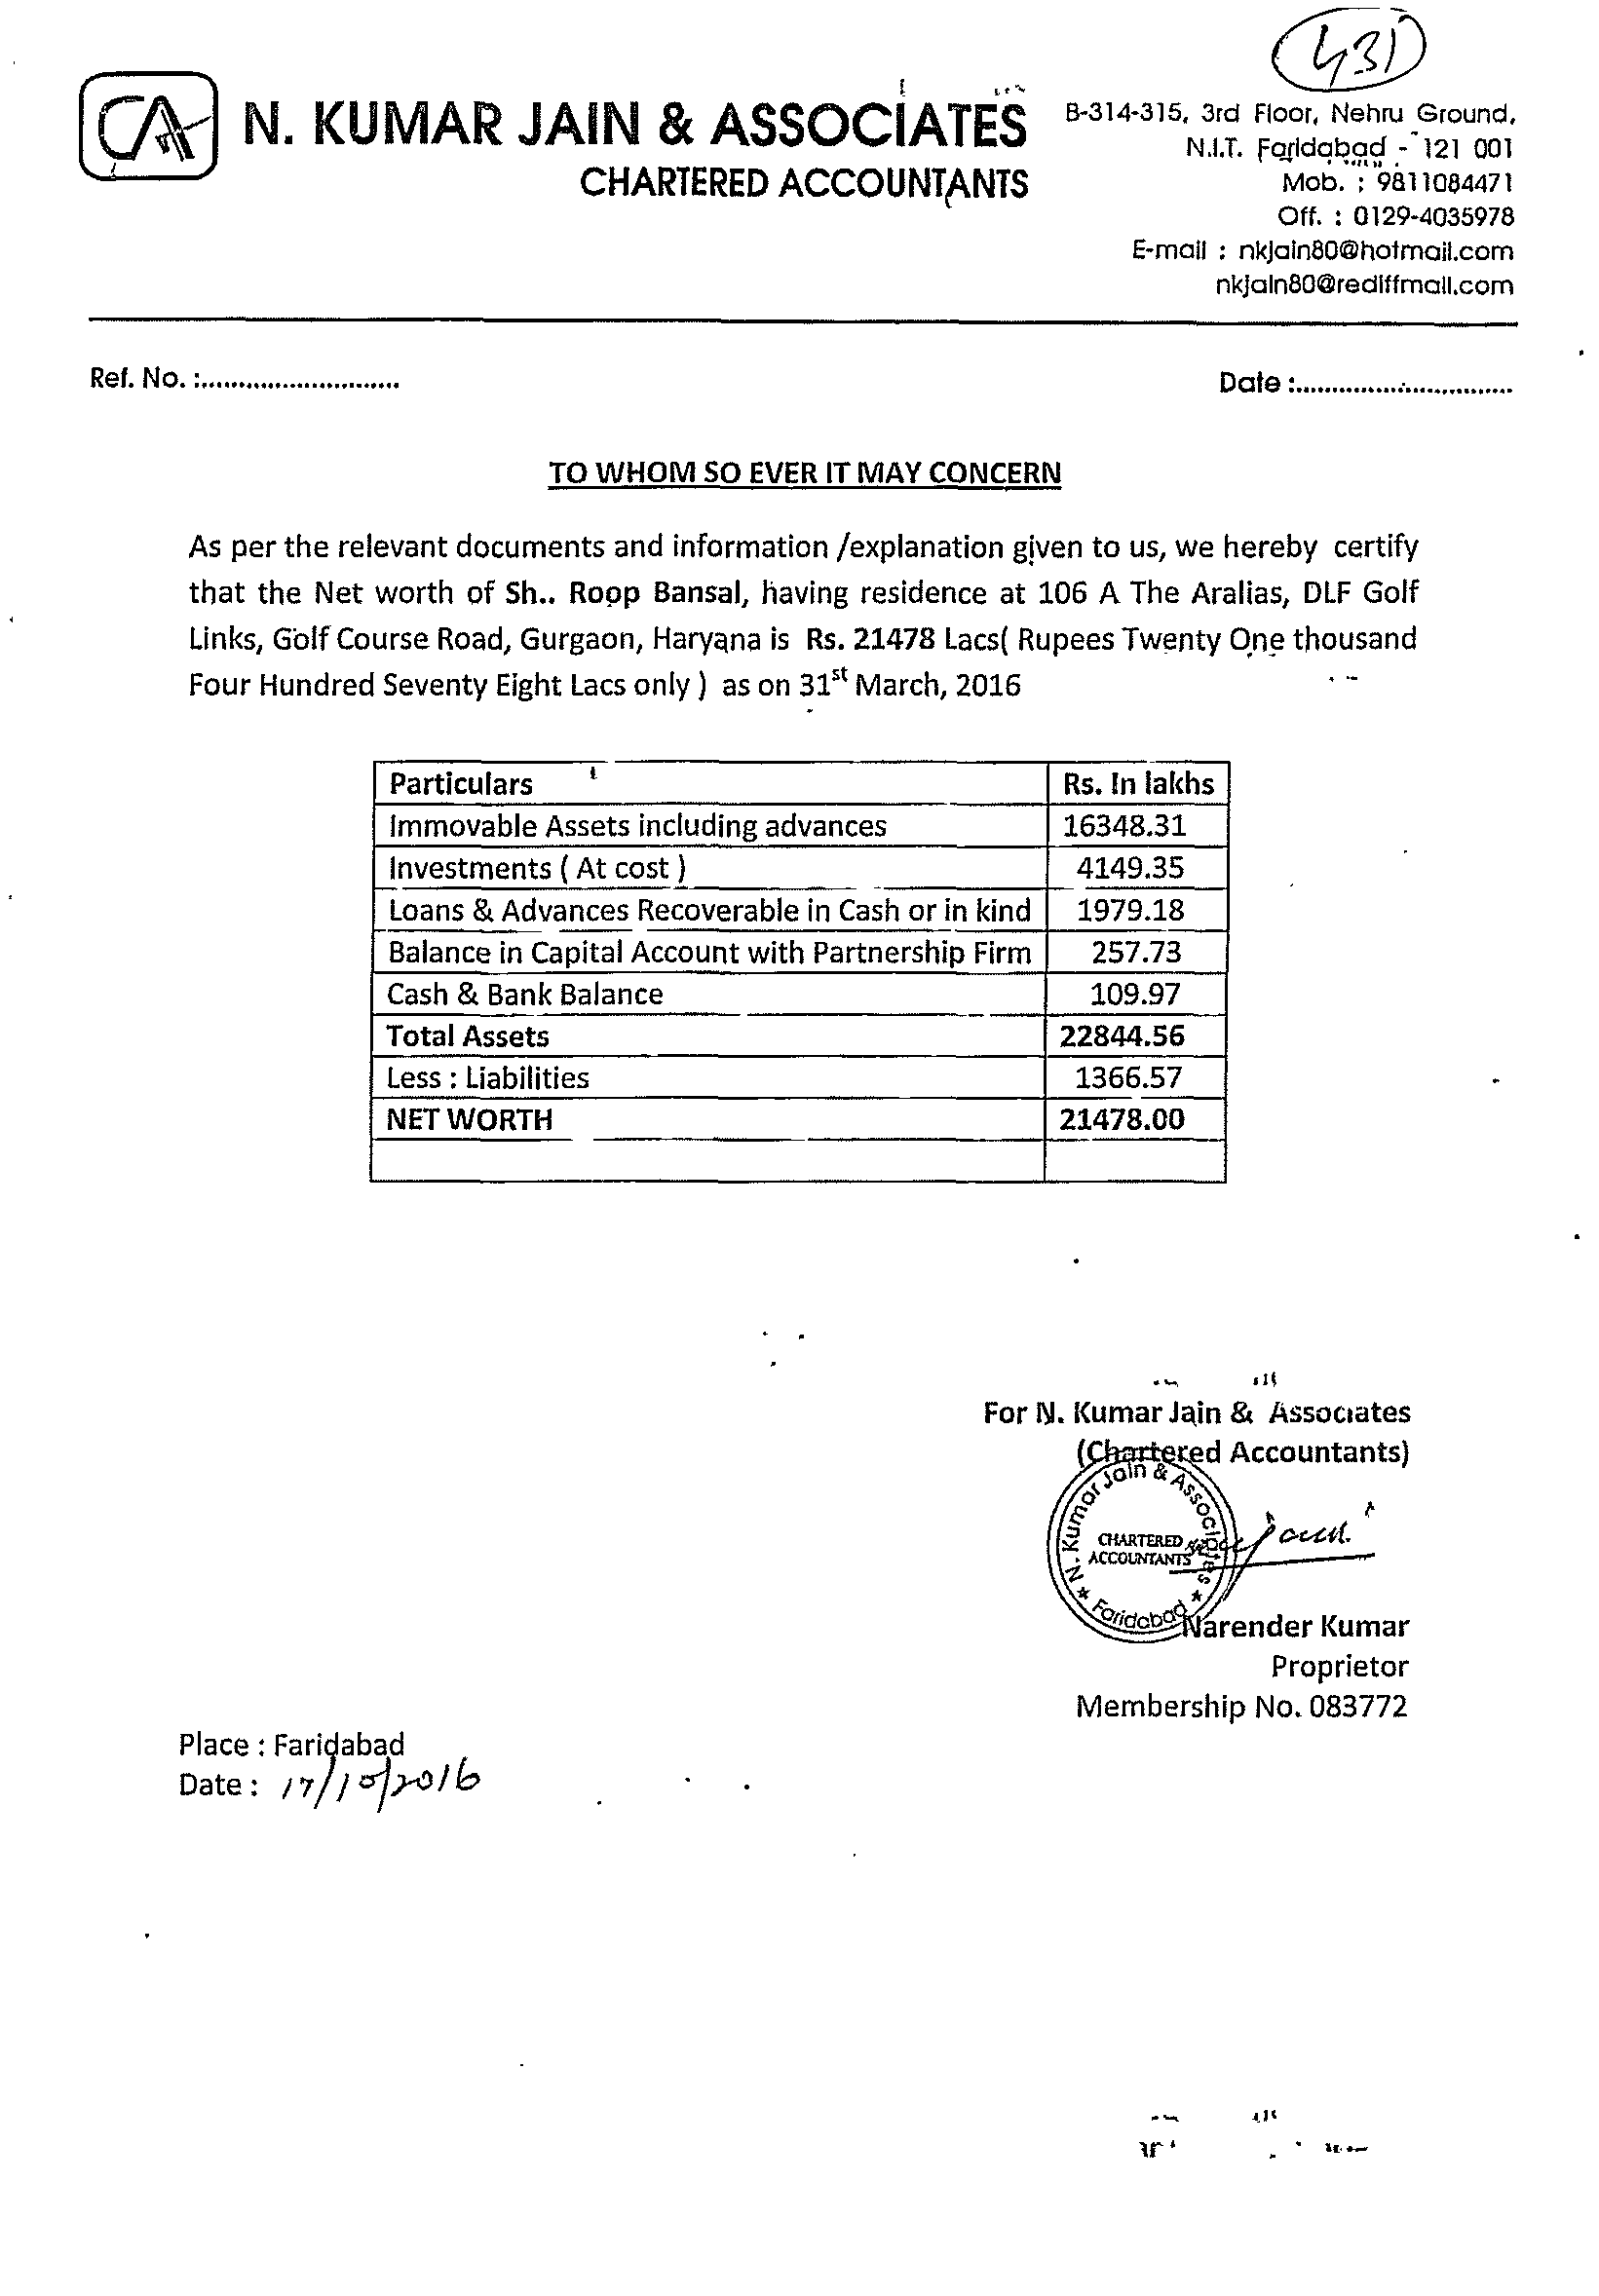 431
CA N. KUMAR JAIN & ASSOCIATES
CHARTERED ACCOUNTANTS
B-314-315, 3rd Floor, Nehru Ground,
N.I.T. Faridabad - 121 001
Mob. : 9811084471
Off. : 0129-4035978
E-mail : nkjain80@hotmail.com
nkjain80@rediffmail.com
Ref. No. :...........................
Date :..............................
TO WHOM SO EVER IT MAY CONCERN
As per the relevant documents and information /explanation given to us, we hereby certify
that the Net worth of Sh.. Roop Bansal, having residence at 106 A The Aralias, DLF Golf
Links, Golf Course Road, Gurgaon, Haryana is Rs. 21478 Lacs( Rupees Twenty One thousand
Four Hundred Seventy Eight Lacs only ) as on 31st March, 2016
Particulars Rs. In lakhs
Immovable Assets including advances 16348.31
Investments ( At cost ) 4149.35
Loans & Advances Recoverable in Cash or in kind 1979.18
Balance in Capital Account with Partnership Firm 257.73
Cash & Bank Balance 109.97
Total Assets 22844.56
Less : Liabilities 1366.57
NET WORTH 21478.00
For N. Kumar Jain & Associates
(Chartered Accountants)
N. Kumar Jain & Associates
CHARTERED
ACCOUNTANTS
Faridabad
Narender Kumar
Proprietor
Membership No. 083772
Place : Faridabad
Date : 17/10/2016